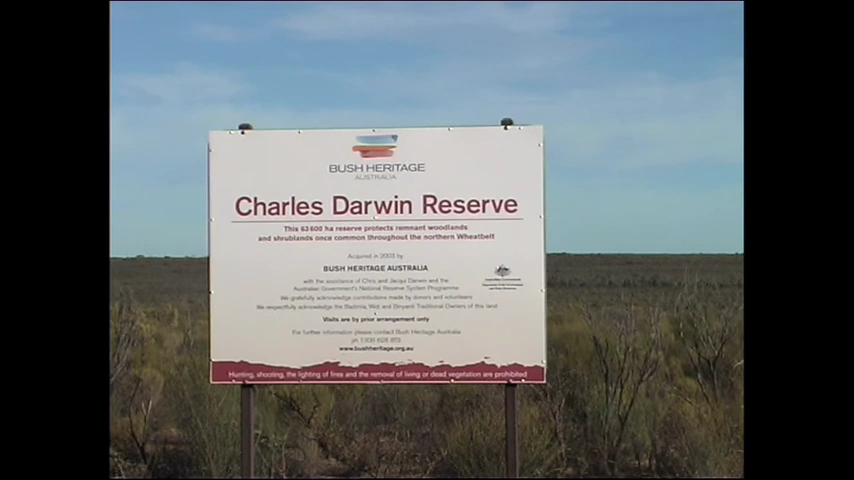 BUSH HERITAGE
AUSTRALIA
Charles Darwin Reserve
This 63 600 ha reserve protects remnant woodlands
and shrublands once common throughout the northern Wheatbelt
Acquired in 2003 by
BUSH HERITAGE AUSTRALIA
with the assistance of Chris and Jacqui Darwin and the
Australian Government's National Reserve System Programme
We gratefully acknowledge contributions made by donors and volunteers
We respectfully acknowledge the Badimia, Widi and Binyardi Traditional Owners of this land
Visits are by prior arrangement only
For further information please contact Bush Heritage Australia
www.bushheritage.org.au
Hunting, shooting, the lighting of fires and the removal of living or dead vegetation are prohibited